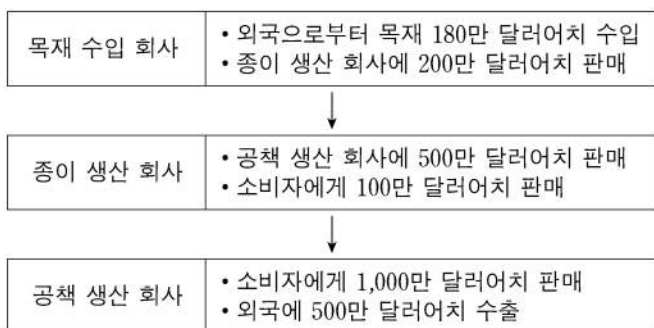 목재 수입 회사
• 외국으로부터 목재 180만 달러어치 수입
• 종이 생산 회사에 200만 달러어치 판매
종이 생산 회사
• 공책 생산 회사에 500만 달러어치 판매
• 소비자에게 100만 달러어치 판매
공책 생산 회사
• 소비자에게 1,000만 달러어치 판매
• 외국에 500만 달러어치 수출